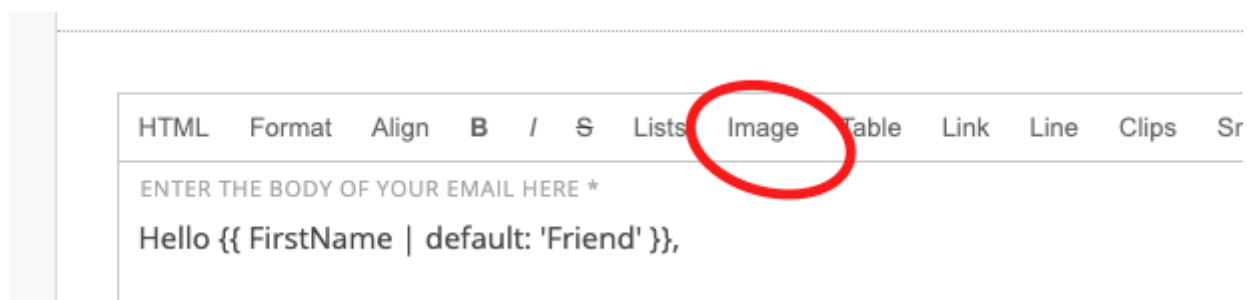 HTML Format Align B I S Lists Image Table Link Line Clips
ENTER THE BODY OF YOUR EMAIL HERE *
Hello {{ FirstName | default: 'Friend' }},